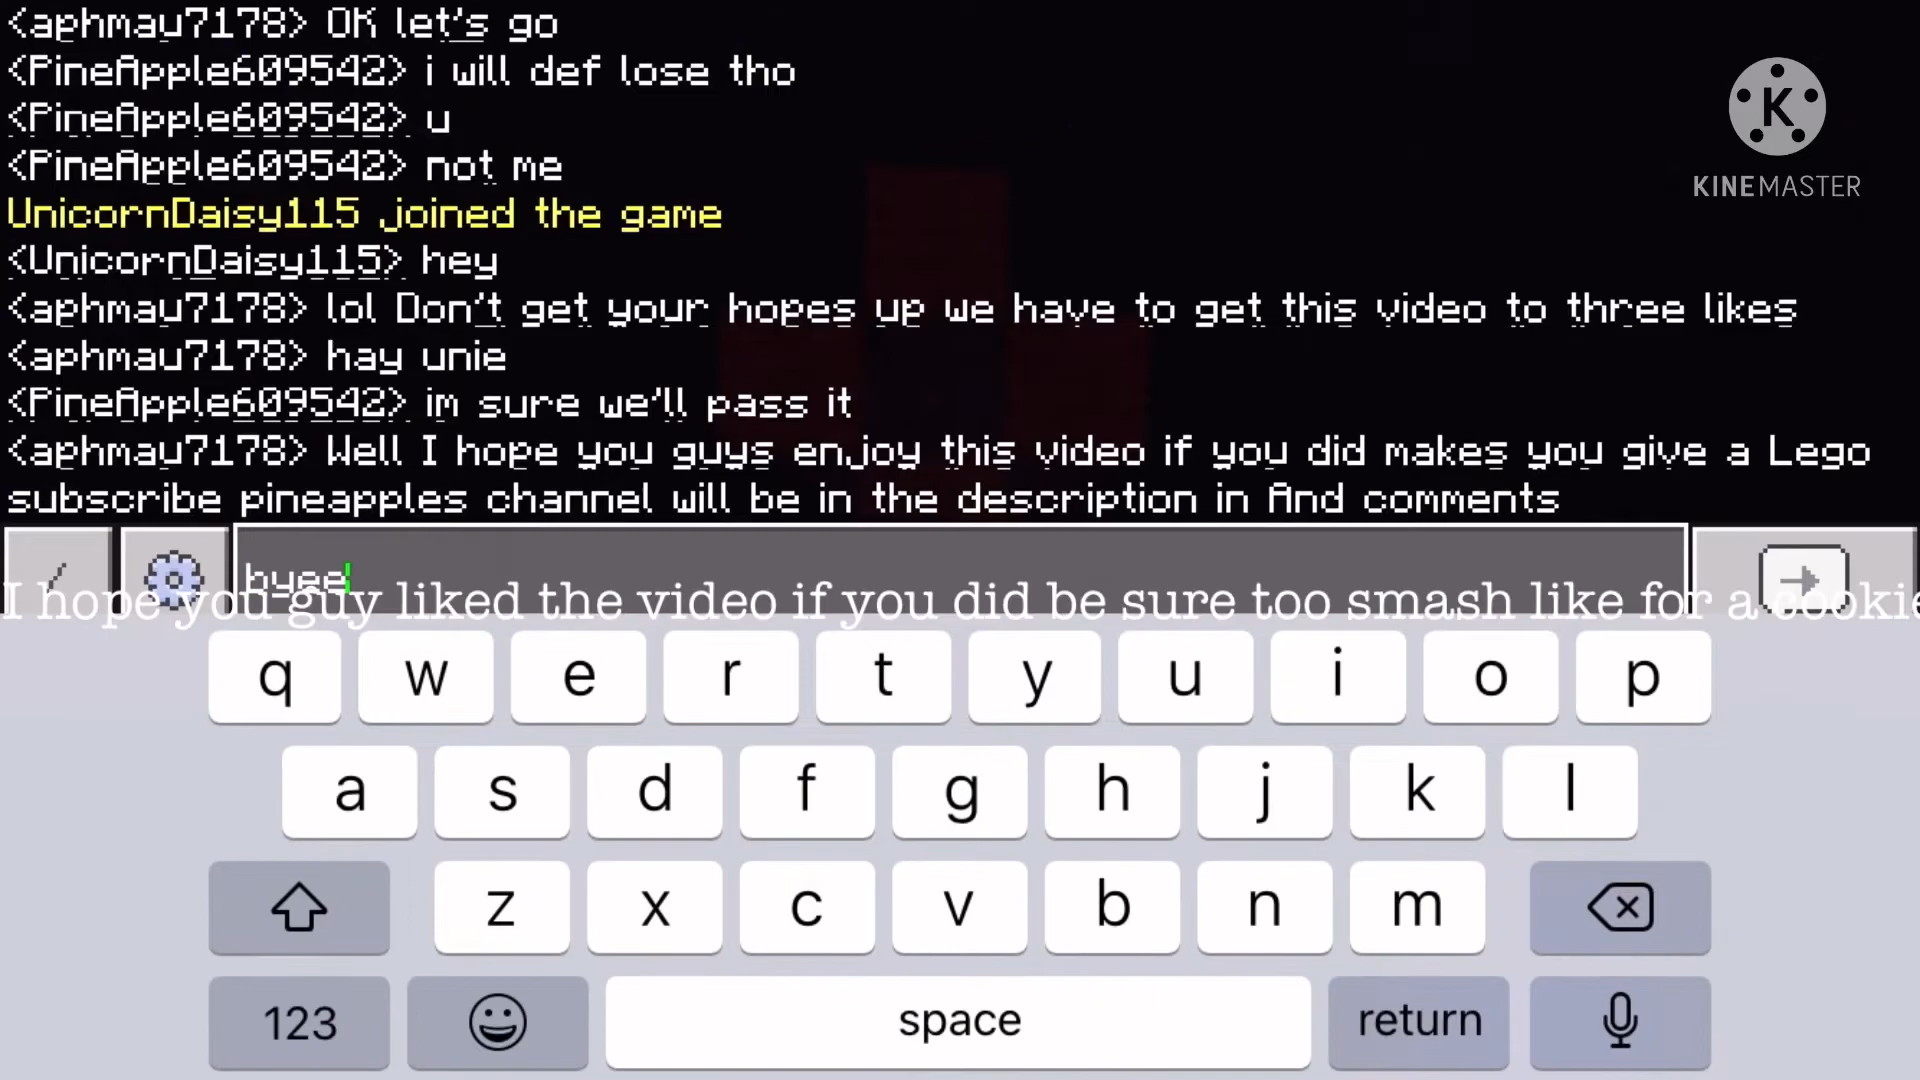 <aphmau7178> OK let's go
<PineApple609542> i will def lose tho
<PineApple609542> u
<PineApple609542> not me
UnicornDaisy115 joined the game
<UnicornDaisy115> hey
<aphmau7178> lol Don't get your hopes up we have to get this video to three likes
<aphmau7178> hay unie
<PineApple609542> im sure we'll pass it
<aphmau7178> Well I hope you guys enjoy this video if you did makes you give a Lego
subscribe pineapples channel will be in the description in And comments
KINEMASTER
/
byee
I hope you guy liked the video if you did be sure too smash like for a cookie
q w e r t y u i o p
a s d f g h j k l
z x c v b n m
123 space return